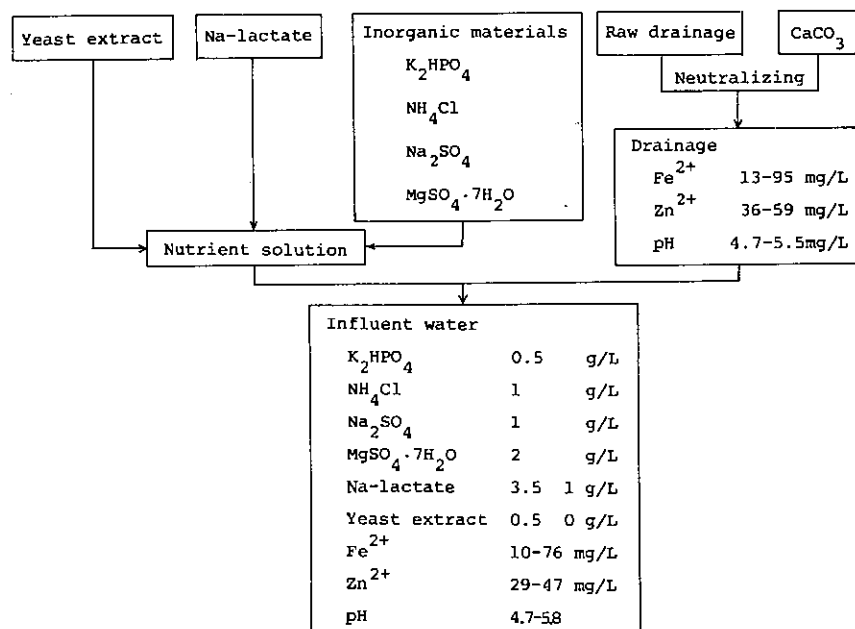 Yeast extract
Na-lactate
Inorganic materials
K2HPO4
NH4Cl
Na2SO4
MgSO4·7H2O
Raw drainage
CaCO3
Neutralizing
Drainage
Fe2+ 13-95 mg/L
Zn2+ 36-59 mg/L
pH 4.7-5.5mg/L
Nutrient solution
Influent water
K2HPO4 0.5 g/L
NH4Cl 1 g/L
Na2SO4 1 g/L
MgSO4·7H2O 2 g/L
Na-lactate 3.5 1 g/L
Yeast extract 0.5 0 g/L
Fe2+ 10-76 mg/L
Zn2+ 29-47 mg/L
pH 4.7-5.8